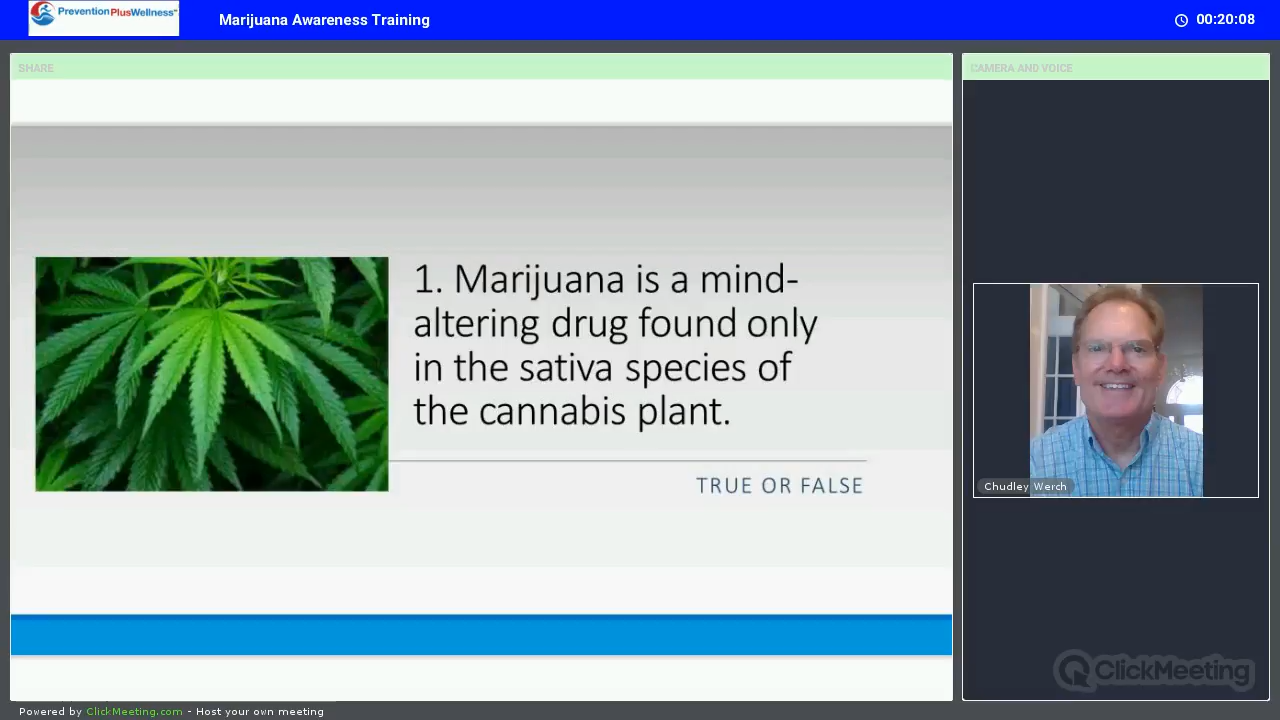 PreventionPlusWellness™
Marijuana Awareness Training
00:20:08
SHARE
CAMERA AND VOICE
1. Marijuana is a mind-
altering drug found only
in the sativa species of
the cannabis plant.
TRUE OR FALSE
Chudley Werch
ClickMeeting
Powered by ClickMeeting.com - Host your own meeting